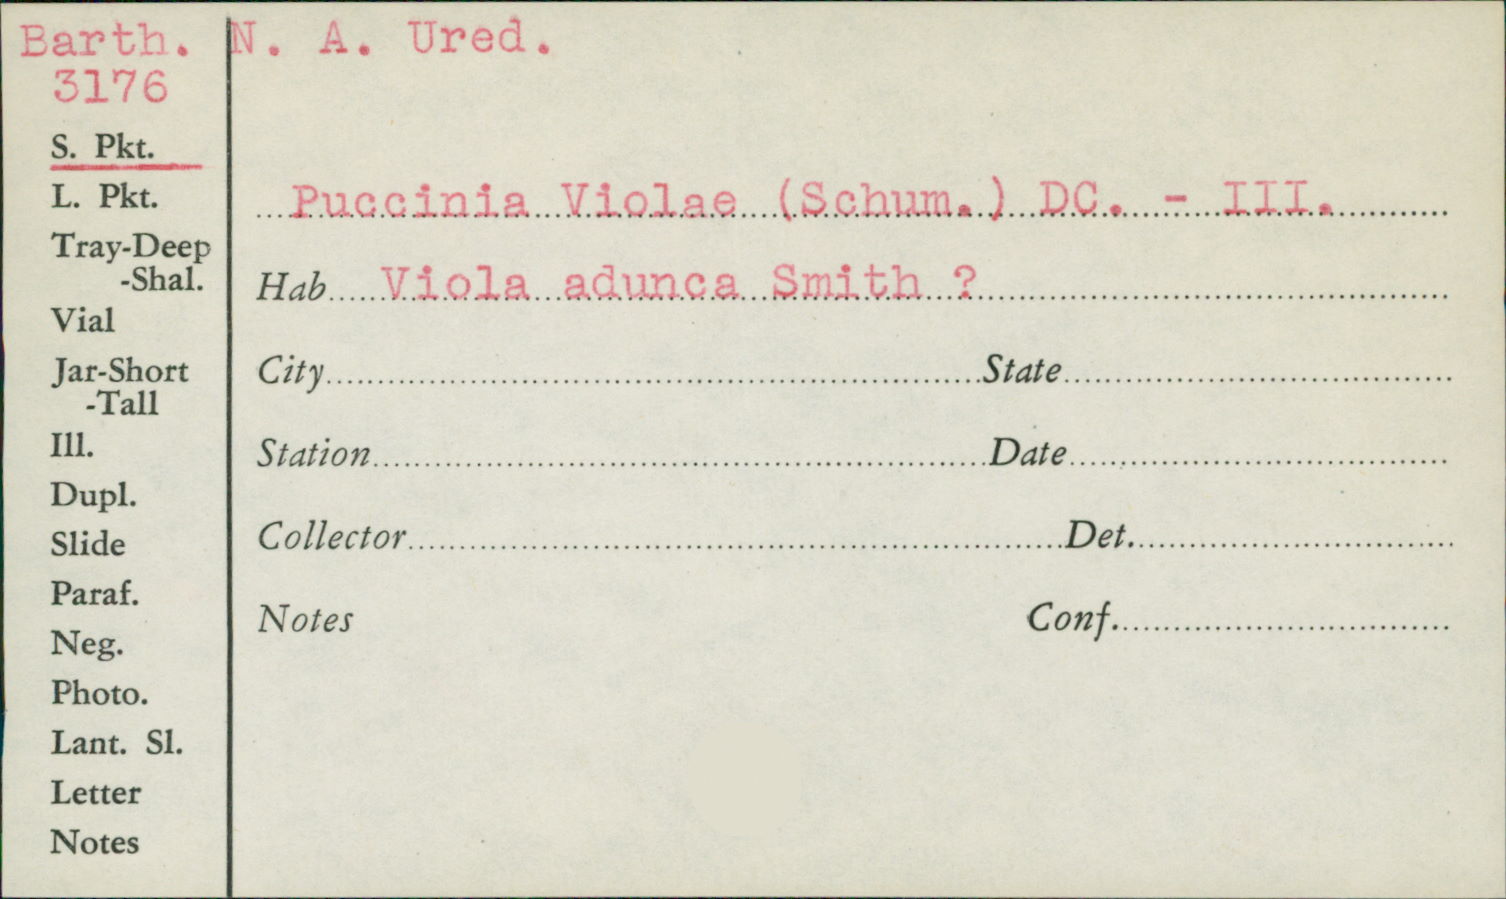 Barth. N. A. Ured.
3176
S. Pkt.
L. Pkt.
Tray-Deep
-Shal.
Vial
Jar-Short
-Tall
Ill.
Dupl.
Slide
Paraf.
Neg.
Photo.
Lant. Sl.
Letter
Notes
Puccinia Violae (Schum.) DC. - III.
Hab Viola adunca Smith ?
City State
Station Date
Collector Det.
Notes Conf.